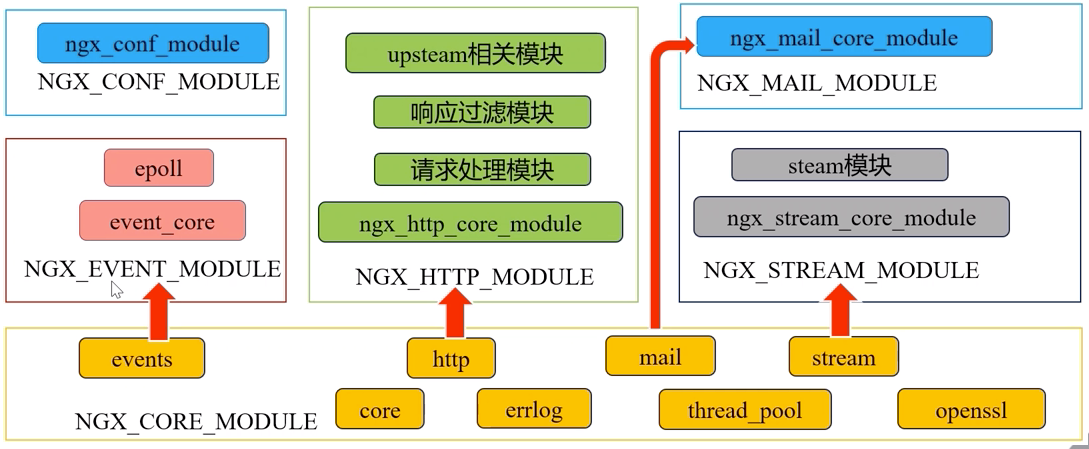 ngx_conf_module
NGX_CONF_MODULE
epoll
event_core
NGX_EVENT_MODULE
upsteam相关模块
响应过滤模块
请求处理模块
ngx_http_core_module
NGX_HTTP_MODULE
ngx_mail_core_module
NGX_MAIL_MODULE
steam模块
ngx_stream_core_module
NGX_STREAM_MODULE
events
http
mail
stream
core
errlog
thread_pool
openssl
NGX_CORE_MODULE